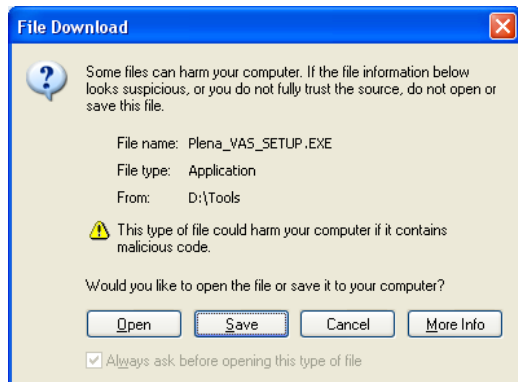 File Download
Some files can harm your computer. If the file information below
looks suspicious, or you do not fully trust the source, do not open or
save this file.
File name: Plena_VAS_SETUP.EXE
File type: Application
From: D:\Tools
This type of file could harm your computer if it contains
malicious code.
Would you like to open the file or save it to your computer?
Open Save Cancel More Info
Always ask before opening this type of file